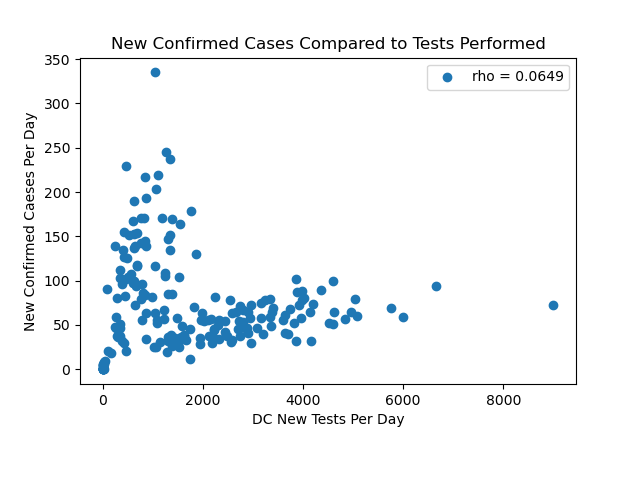 New Confirmed Cases Compared to Tests Performed
rho = 0.0649
350
300
250
200
150
100
50
0
New Confirmed Caeses Per Day
0 2000 4000 6000 8000
DC New Tests Per Day